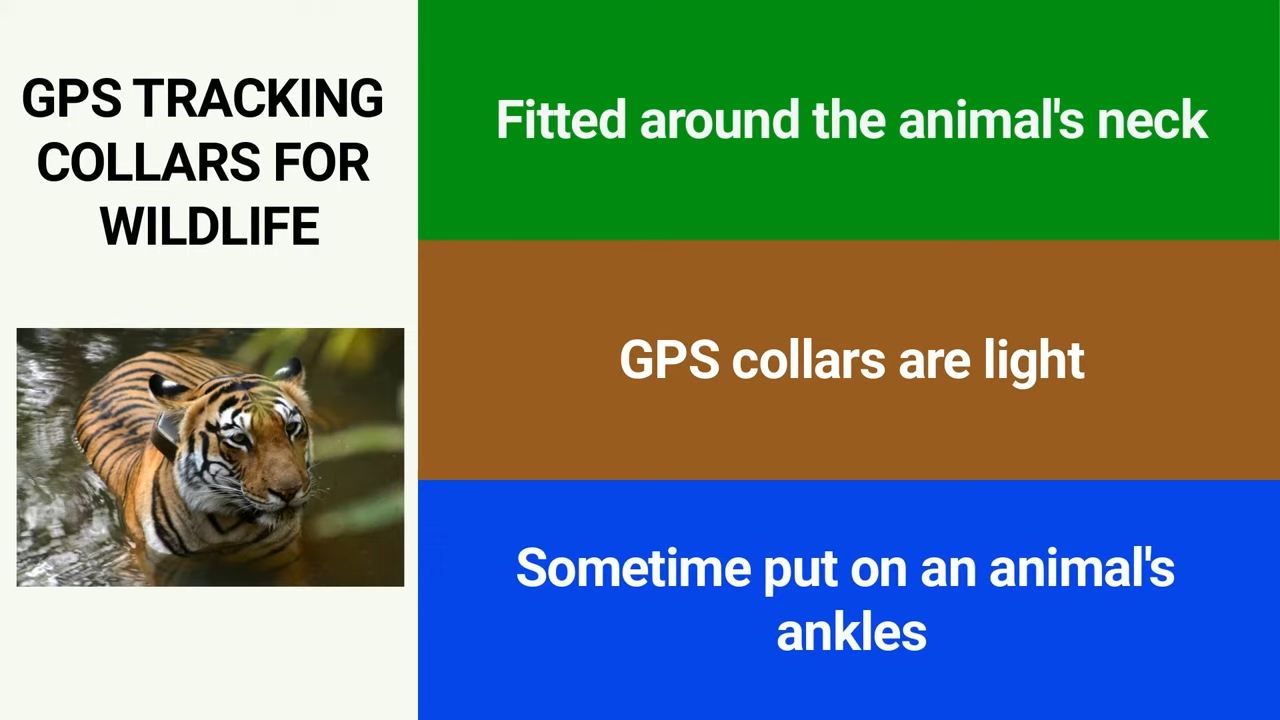 GPS TRACKING
COLLARS FOR
WILDLIFE
Fitted around the animal's neck
GPS collars are light
Sometime put on an animal's
ankles